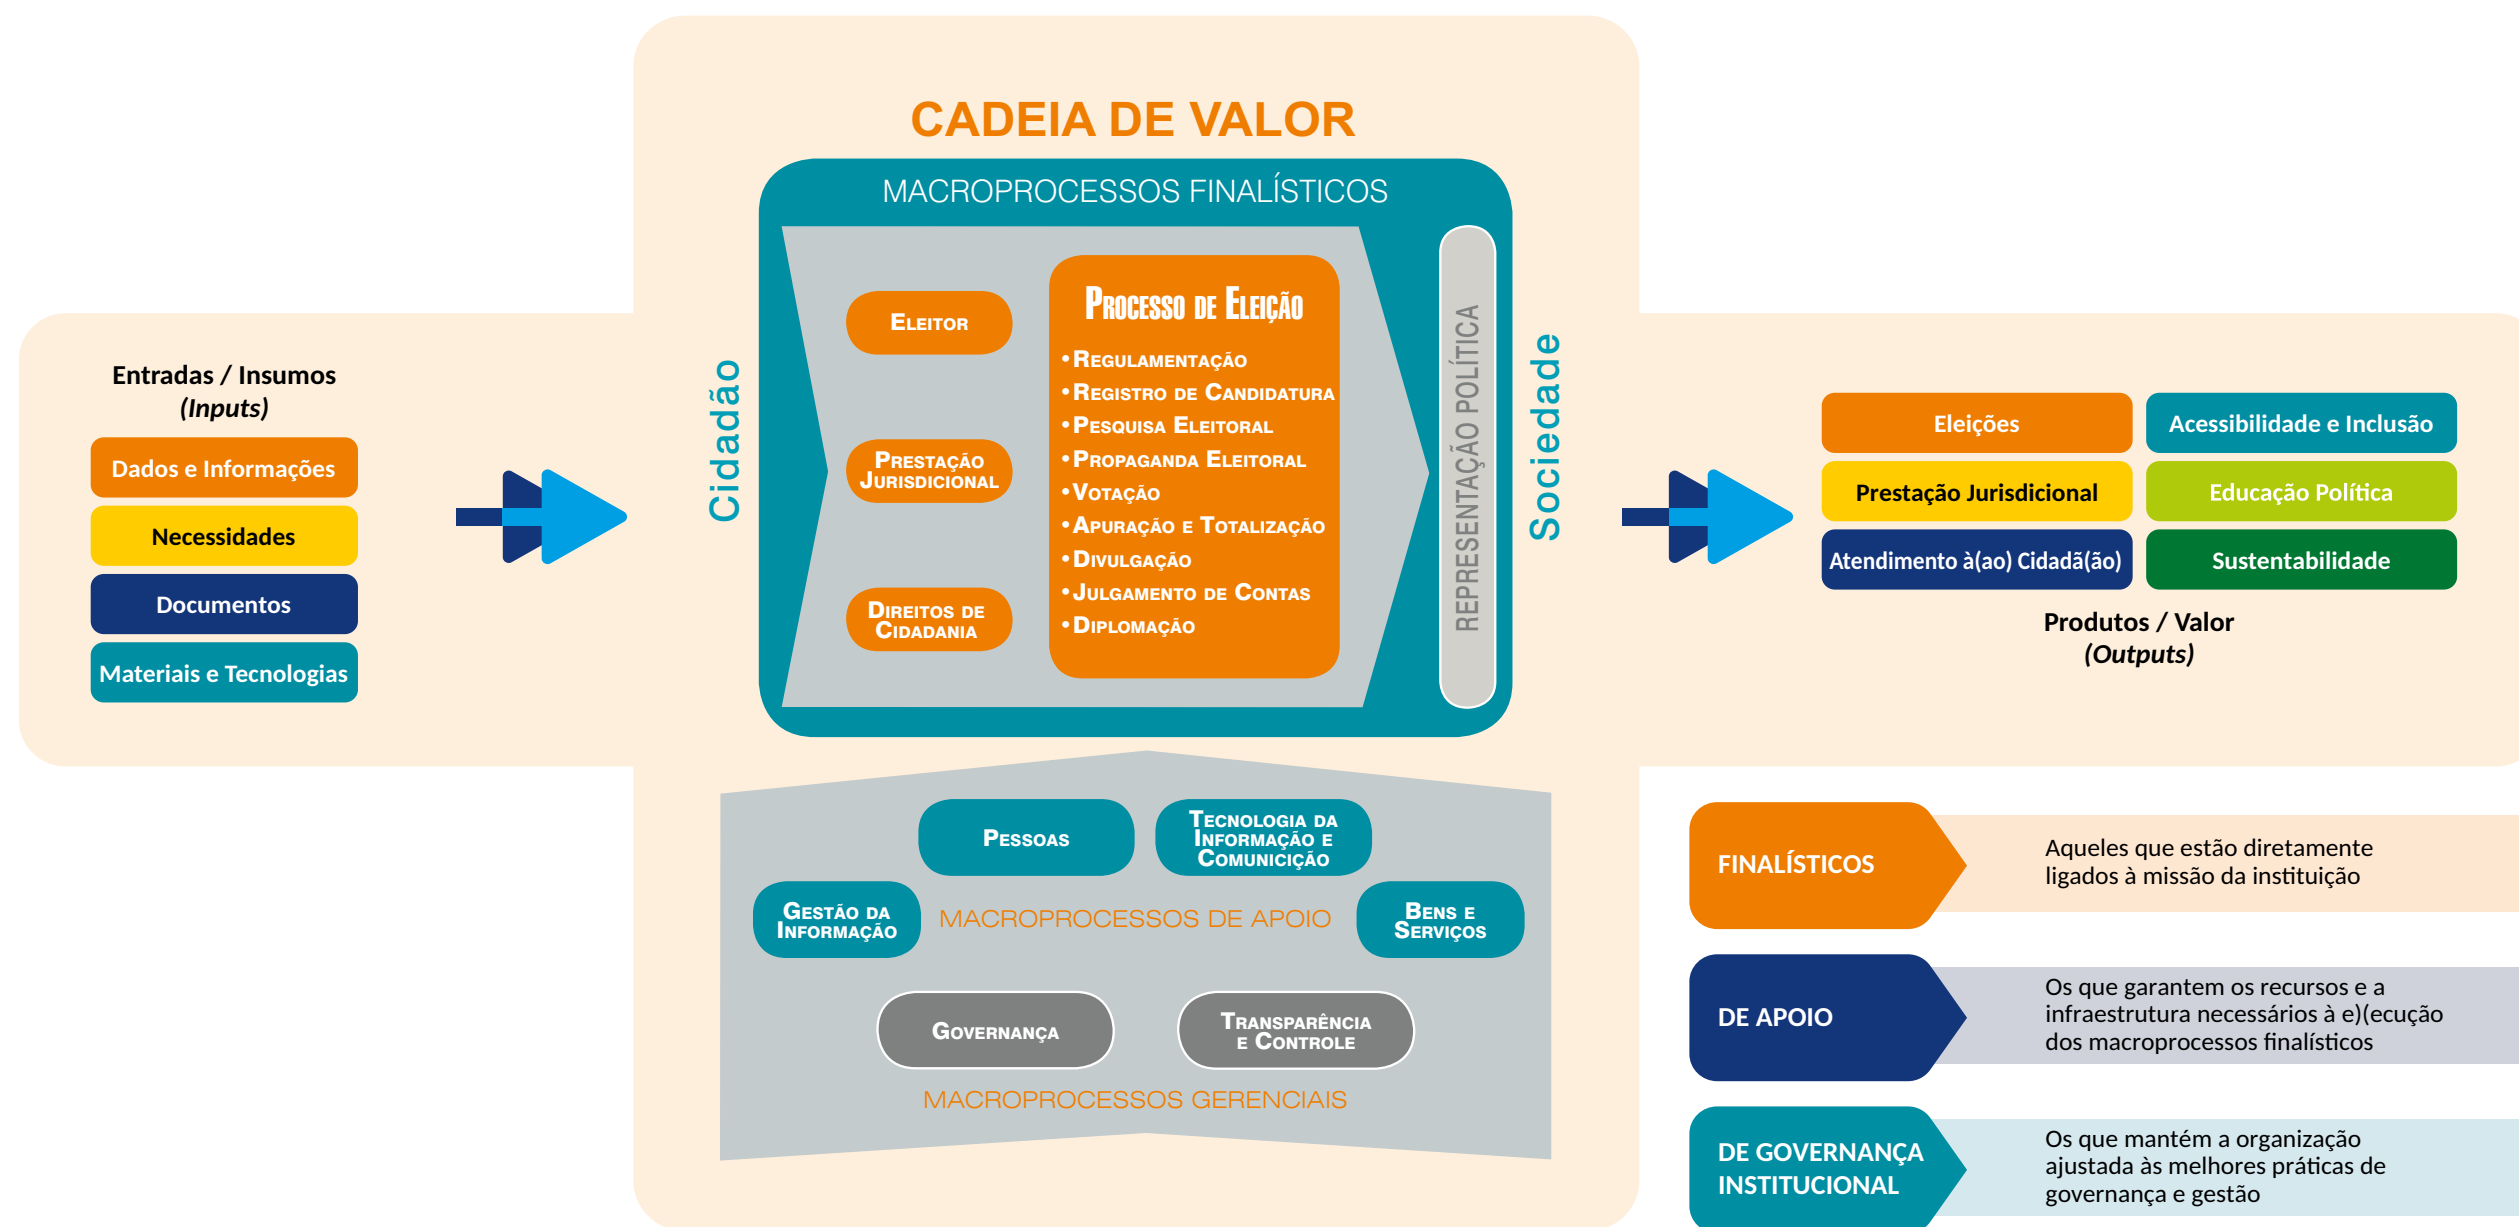 CADEIA DE VALOR
Entradas / Insumos
(Inputs)
Dados e Informações
Necessidades
Documentos
Materiais e Tecnologias
Cidadão
MACROPROCESSOS FINALÍSTICOS
ELEITOR
PRESTAÇÃO
JURISDICIONAL
DIREITOS DE
CIDADANIA
PROCESSO DE ELEIÇÃO
•REGULAMENTAÇÃO
•REGISTRO DE CANDIDATURA
•PESQUISA ELEITORAL
•PROPAGANDA ELEITORAL
•VOTAÇÃO
•APURAÇÃO E TOTALIZAÇÃO
•DIVULGAÇÃO
•JULGAMENTO DE CONTAS
•DIPLOMAÇÃO
REPRESENTAÇÃO POLÍTICA
Sociedade
Eleições
Acessibilidade e Inclusão
Prestação Jurisdicional
Educação Política
Atendimento à(ao) Cidadã(ão)
Sustentabilidade
Produtos / Valor
(Outputs)
PESSOAS
TECNOLOGIA DA
INFORMAÇÃO E
COMUNICIÇÃO
GESTÃO DA
INFORMAÇÃO
MACROPROCESSOS DE APOIO
BENS E
SERVIÇOS
GOVERNANÇA
TRANSPARÊNCIA
E CONTROLE
MACROPROCESSOS GERENCIAIS
FINALÍSTICOS
Aqueles que estão diretamente
ligados à missão da instituição
DE APOIO
Os que garantem os recursos e a
infraestrutura necessários à e)(ecução
dos macroprocessos finalísticos
DE GOVERNANÇA
INSTITUCIONAL
Os que mantém a organização
ajustada às melhores práticas de
governança e gestão